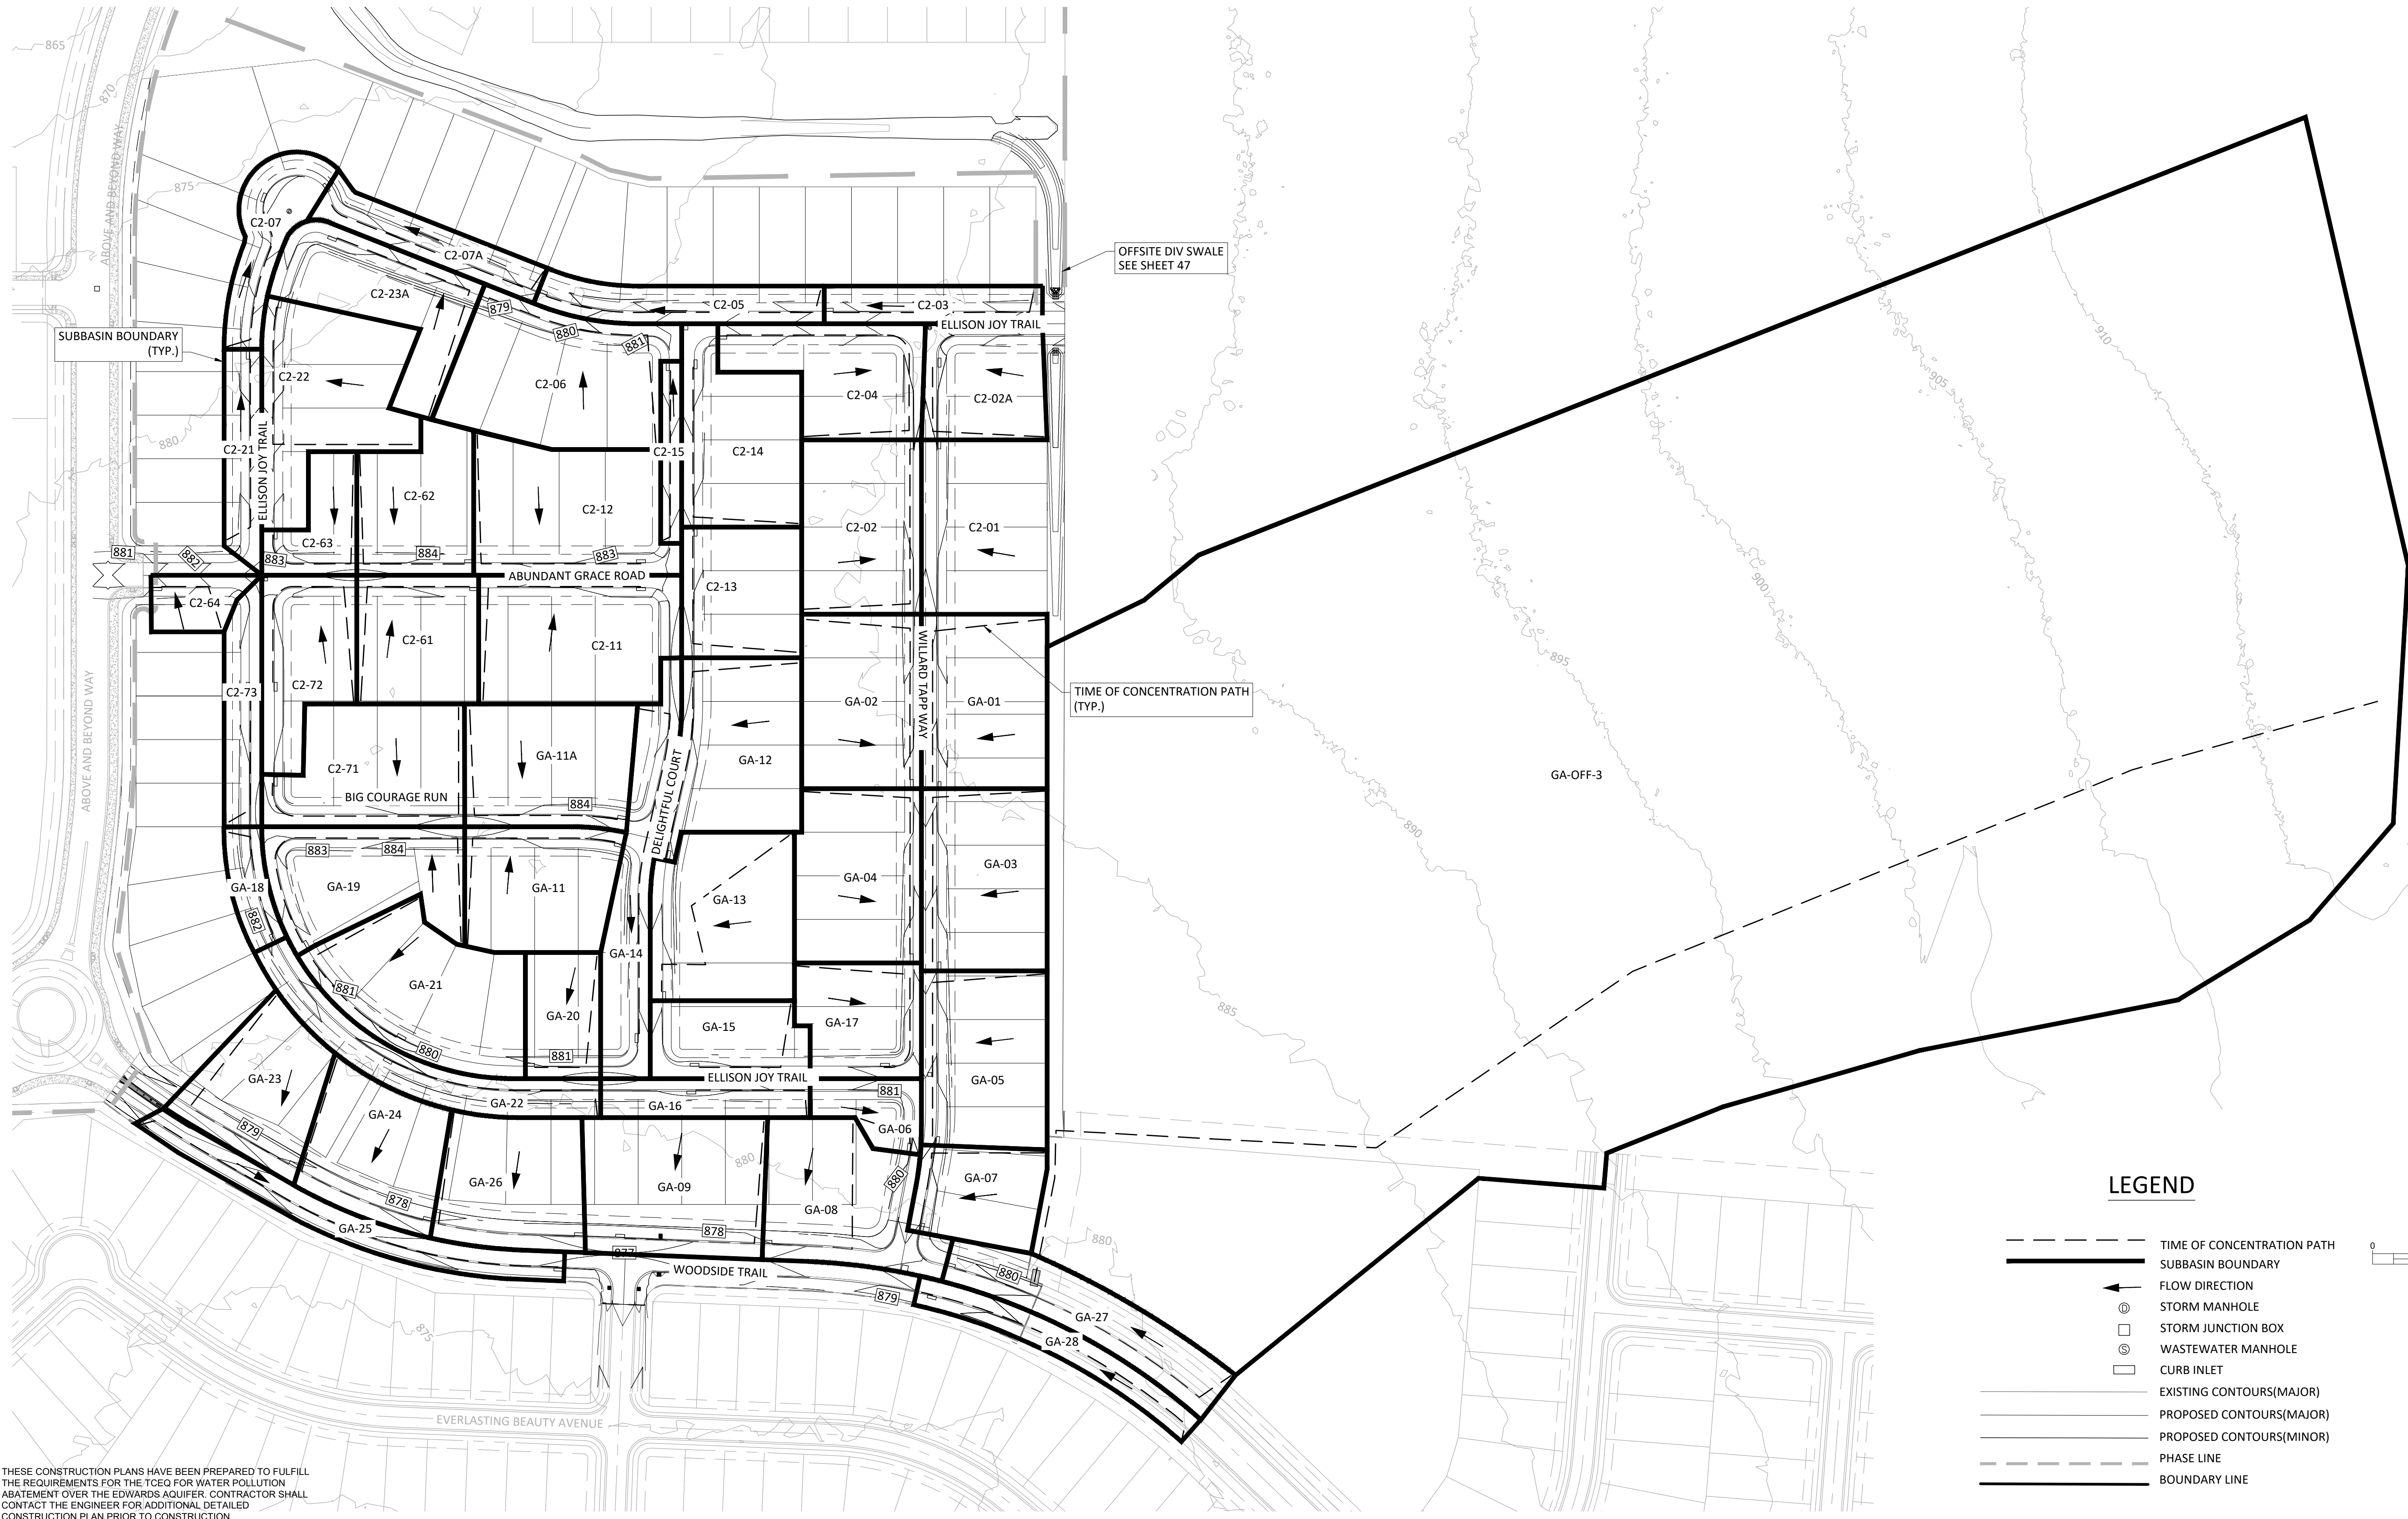 865
870
ABOVE AND BEYOND WAY
875
C2-07
C2-07A
OFFSITE DIV SWALE
SEE SHEET 47
C2-23A
879
C2-05
C2-03
ELLISON JOY TRAIL
880
881
SUBBASIN BOUNDARY
(TYP.)
910
905
C2-22
C2-06
C2-04
C2-02A
880
C2-21
ELLISON JOY TRAIL
C2-15
C2-14
C2-62
C2-12
C2-02
C2-01
C2-63
881
882
883
884
883
ABUNDANT GRACE ROAD
900
C2-64
C2-13
C2-61
C2-11
895
C2-73
C2-72
WILLARD TAPP WAY
TIME OF CONCENTRATION PATH
(TYP.)
GA-02
GA-01
ABOVE AND BEYOND WAY
C2-71
GA-11A
DELIGHTFUL COURT
GA-12
GA-OFF-3
BIG COURAGE RUN
884
890
883
884
GA-18
GA-19
GA-11
GA-04
GA-03
GA-13
882
GA-14
GA-21
881
GA-20
885
GA-15
GA-17
880
881
GA-23
ELLISON JOY TRAIL
GA-05
881
GA-22
GA-16
GA-24
879
GA-06
880
GA-26
GA-09
880
GA-07
LEGEND
878
GA-08
GA-25
878
877
WOODSIDE TRAIL
880
880
879
GA-27
GA-28
875
EVERLASTING BEAUTY AVENUE
TIME OF CONCENTRATION PATH
0
SUBBASIN BOUNDARY
FLOW DIRECTION
D STORM MANHOLE
STORM JUNCTION BOX
S WASTEWATER MANHOLE
CURB INLET
EXISTING CONTOURS(MAJOR)
PROPOSED CONTOURS(MAJOR)
PROPOSED CONTOURS(MINOR)
PHASE LINE
BOUNDARY LINE
THESE CONSTRUCTION PLANS HAVE BEEN PREPARED TO FULFILL
THE REQUIREMENTS FOR THE TCEQ FOR WATER POLLUTION
ABATEMENT OVER THE EDWARDS AQUIFER. CONTRACTOR SHALL
CONTACT THE ENGINEER FOR ADDITIONAL DETAILED
CONSTRUCTION PLAN PRIOR TO CONSTRUCTION